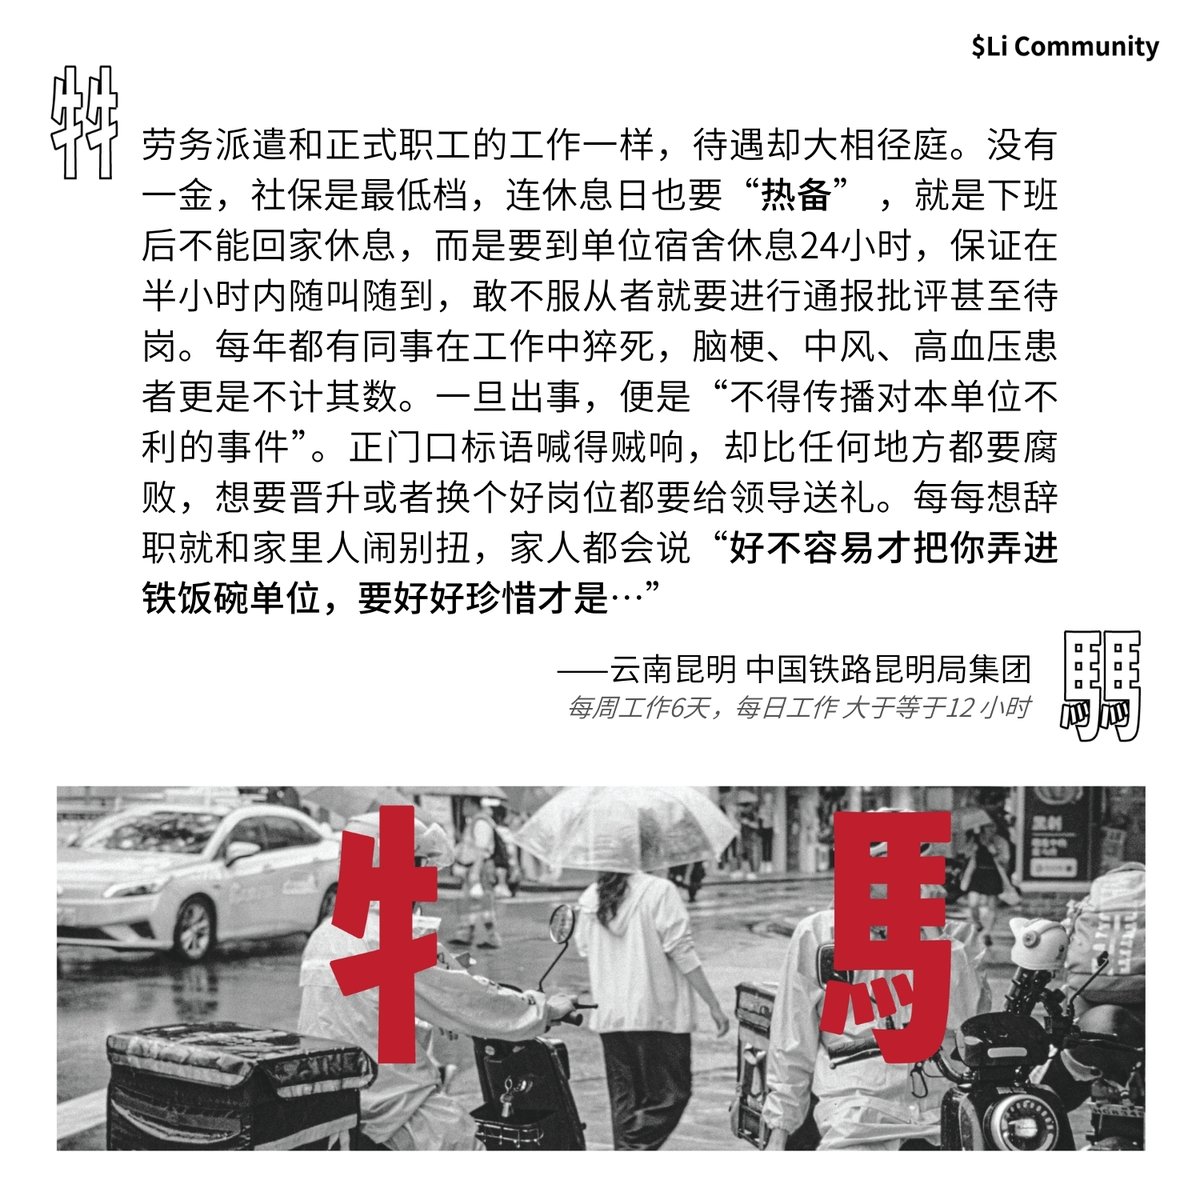 $Li Community
牜牜
劳务派遣和正式职工的工作一样，待遇却大相径庭。没有
一金，社保是最低档，连休息日也要“热备”，就是下班
后不能回家休息，而是要到单位宿舍休息24小时，保证在
半小时内随叫随到，敢不服从者就要进行通报批评甚至待
岗。每年都有同事在工作中猝死，脑梗、中风、高血压患
者更是不计其数。一旦出事，便是“不得传播对本单位不
利的事件”。正门口标语喊得贼响，却比任何地方都要腐
败，想要晋升或者换个好岗位都要给领导送礼。每每想辞
职就和家里人闹别扭，家人都会说“好不容易才把你弄进
铁饭碗单位，要好好珍惜才是…”
——云南昆明 中国铁路昆明局集团
每周工作6天，每日工作 大于等于12 小时
馬馬
牜 馬